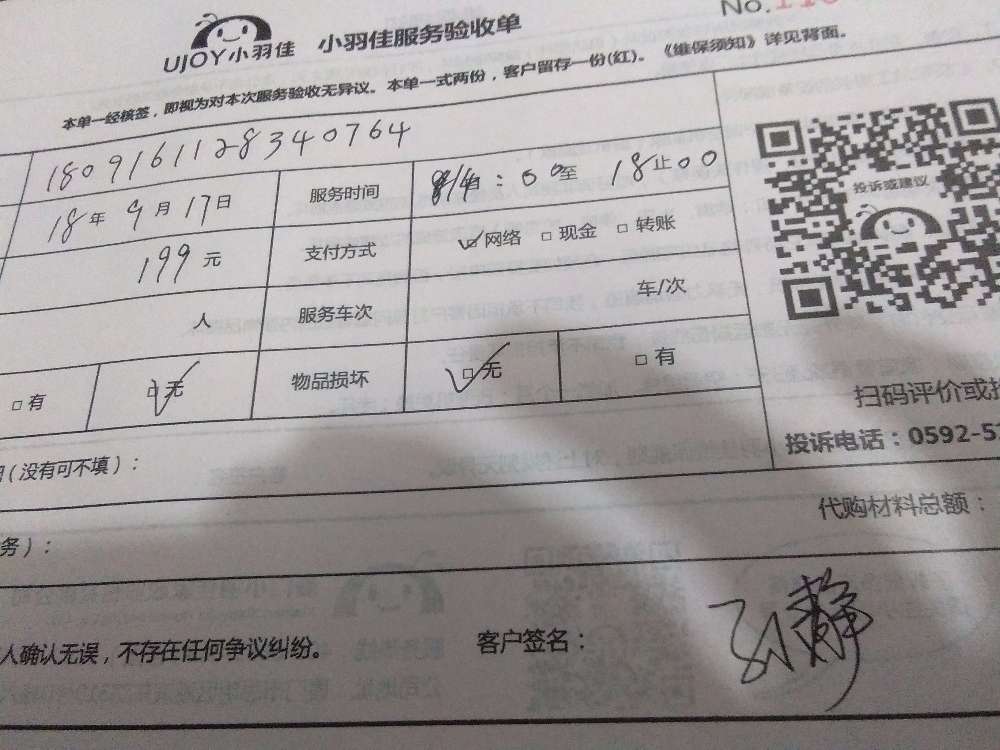 No.
UJOY小羽佳 小羽佳服务验收单
本单一经核签，即视为对本次服务验收无异议。本单一式两份，客户留存一份(红)。《维保须知》详见背面。
1809161128340764
18年9月17日 服务时间 :00至18止00
199元 支付方式 ☑网络 □现金 □转账
人 服务车次 车/次
□有 ☑无 物品损坏 ☑无 □有
投诉或建议
扫码评价或
投诉电话：0592-5
(没有可不填)：
代购材料总额：
务)：
人确认无误，不存在任何争议纠纷。 客户签名：